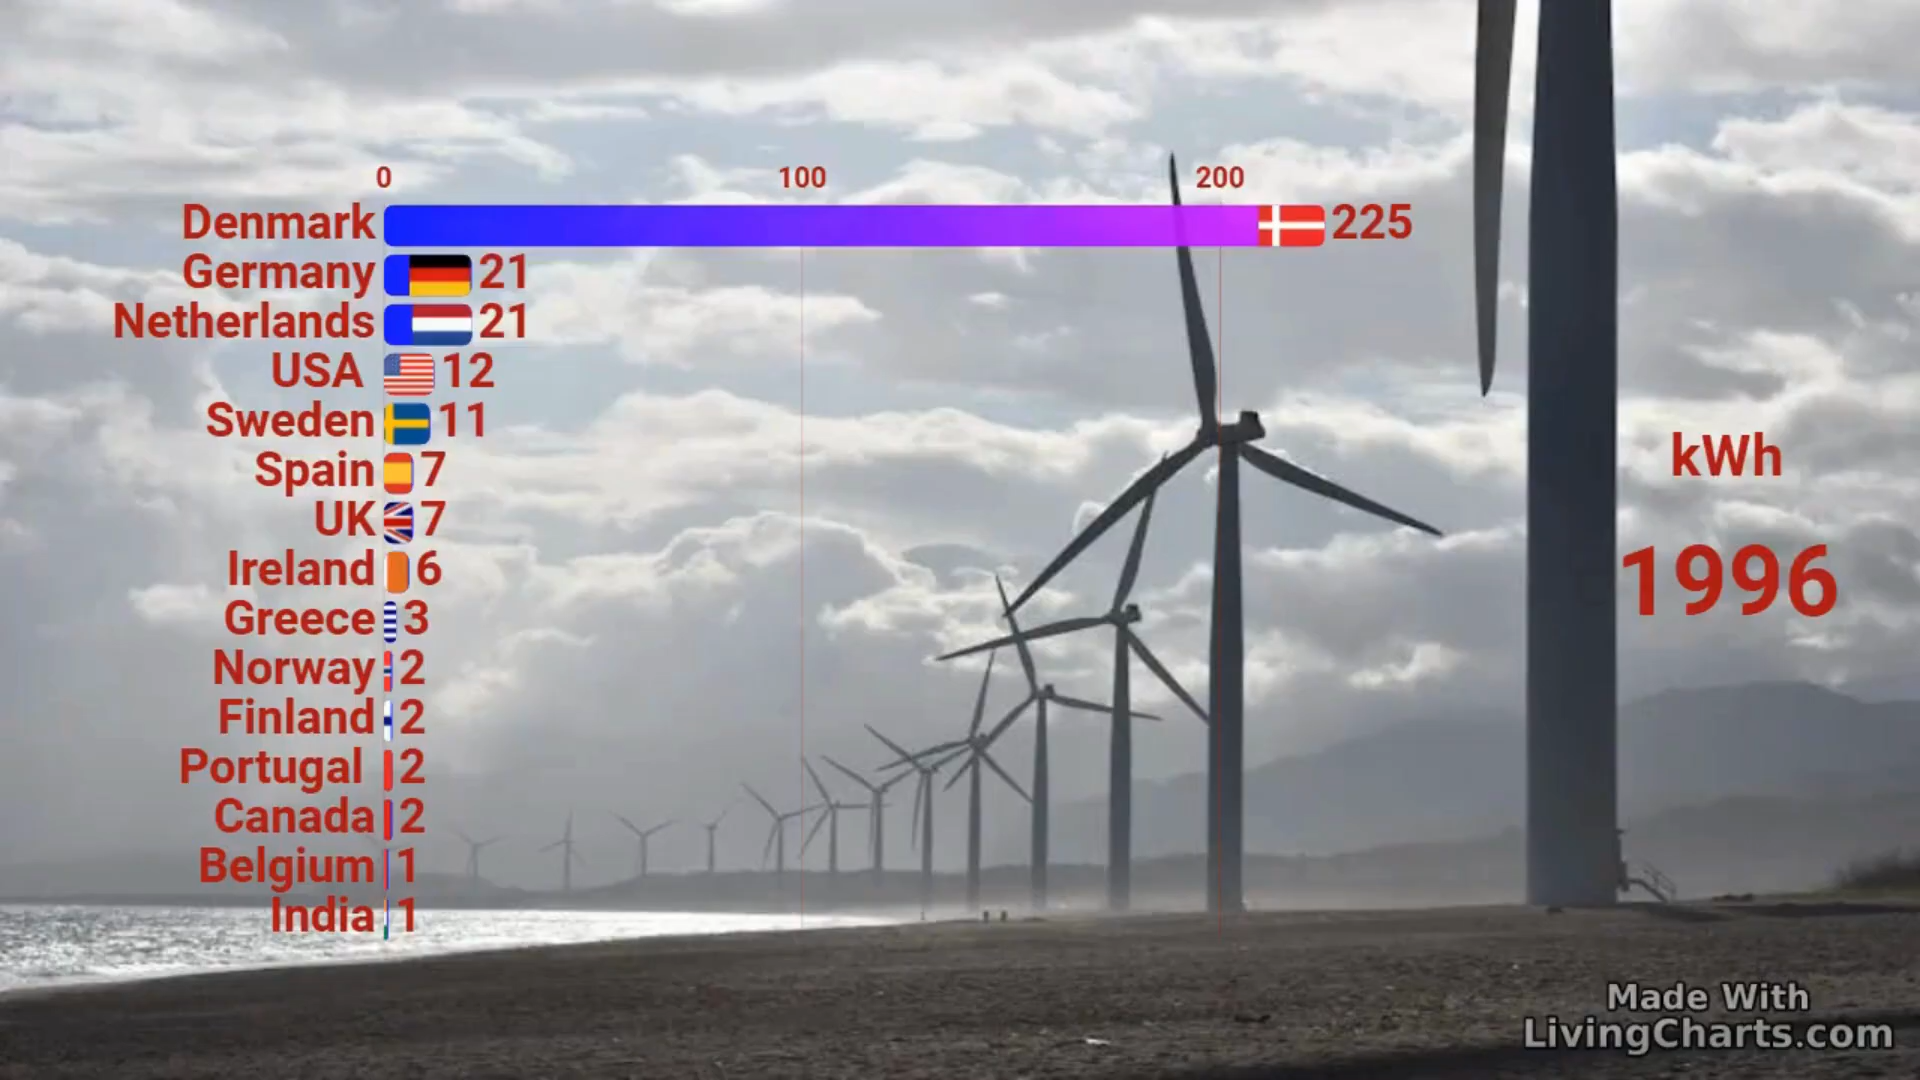 0 100 200
Denmark 225
Germany 21
Netherlands 21
USA 12
Sweden 11
Spain 7
UK 7
Ireland 6
Greece 3
Norway 2
Finland 2
Portugal 2
Canada 2
Belgium 1
India 1
kWh
1996
Made With
LivingCharts.com